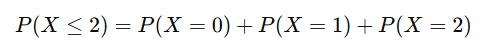 P(X ≤ 2) = P(X = 0) + P(X = 1) + P(X = 2)